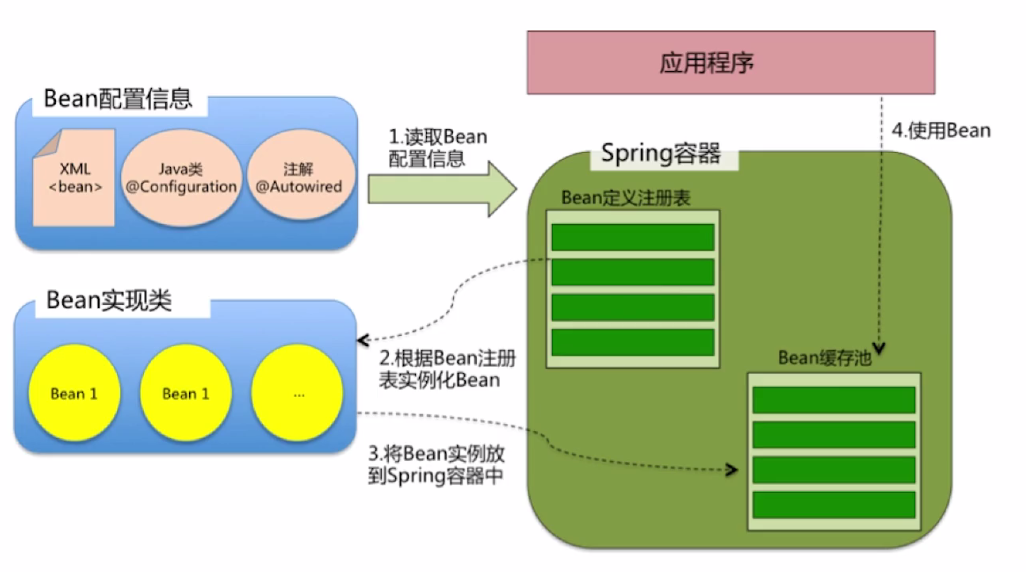 应用程序
Bean配置信息
XML
<bean>
Java类
@Configuration
注解
@Autowired
1.读取Bean
配置信息
4.使用Bean
Spring容器
Bean定义注册表
Bean实现类
Bean 1
Bean 1
...
2.根据Bean注册
表实例化Bean
Bean缓存池
3.将Bean实例放
到Spring容器中